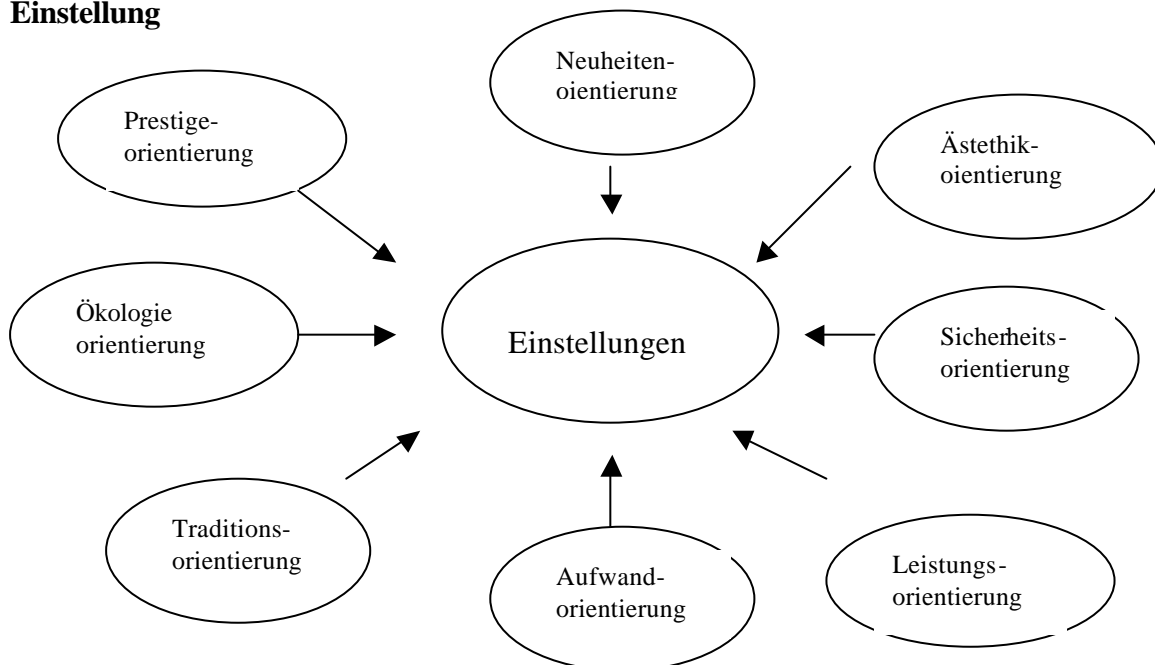 Einstellung
Neuheiten-
oientierung
Prestige-
orientierung
Ästethik-
oientierung
Ökologie
orientierung
Einstellungen
Sicherheits-
orientierung
Traditions-
orientierung
Aufwand-
orientierung
Leistungs-
orientierung